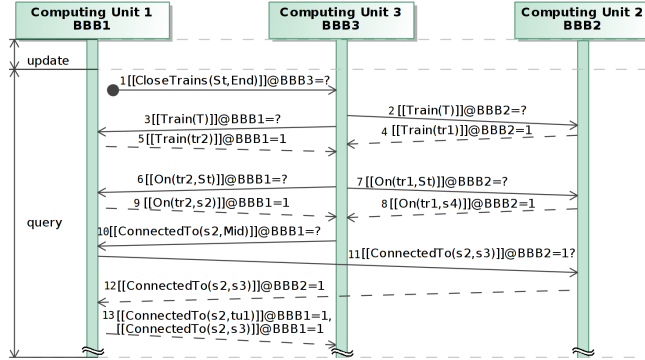 Computing Unit 1
BBB1
Computing Unit 3
BBB3
Computing Unit 2
BBB2
update
query
1 [[CloseTrains(St,End)]]@BBB3=?
2 [[Train(T)]]@BBB2=?
3 [[Train(T)]]@BBB1=?
4 [[Train(tr1)]]@BBB2=1
5 [[Train(tr2)]]@BBB1=1
6 [[On(tr2,St)]]@BBB1=?
7 [[On(tr1,St)]]@BBB2=?
8 [[On(tr1,s4)]]@BBB2=1
9 [[On(tr2,s2)]]@BBB1=1
10 [[ConnectedTo(s2,Mid)]]@BBB1=?
11 [[ConnectedTo(s2,s3)]]@BBB2=1?
12 [[ConnectedTo(s2,s3)]]@BBB2=1
13 [[ConnectedTo(s2,tu1)]]@BBB1=1,
[[ConnectedTo(s2,s3)]]@BBB1=1